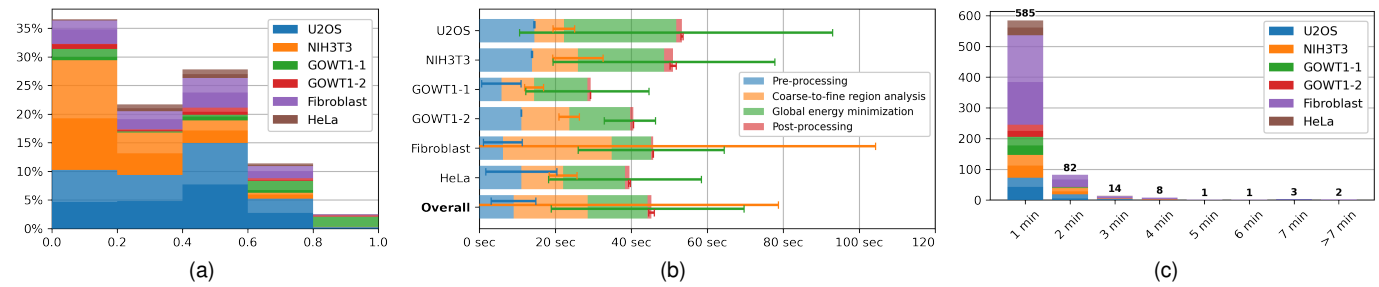 35%
30%
25%
20%
15%
10%
5%
0%
0.0 0.2 0.4 0.6 0.8 1.0
U2OS
NIH3T3
GOWT1-1
GOWT1-2
Fibroblast
HeLa
(a)
U2OS
NIH3T3
GOWT1-1
GOWT1-2
Fibroblast
HeLa
Overall
0 sec 20 sec 40 sec 60 sec 80 sec 100 sec 120
Pre-processing
Coarse-to-fine region analysis
Global energy minimization
Post-processing
(b)
600
500
400
300
200
100
0
585
82
14
8
1
1
3
2
1 min
2 min
3 min
4 min
5 min
6 min
7 min
>7 min
U2OS
NIH3T3
GOWT1-1
GOWT1-2
Fibroblast
HeLa
(c)